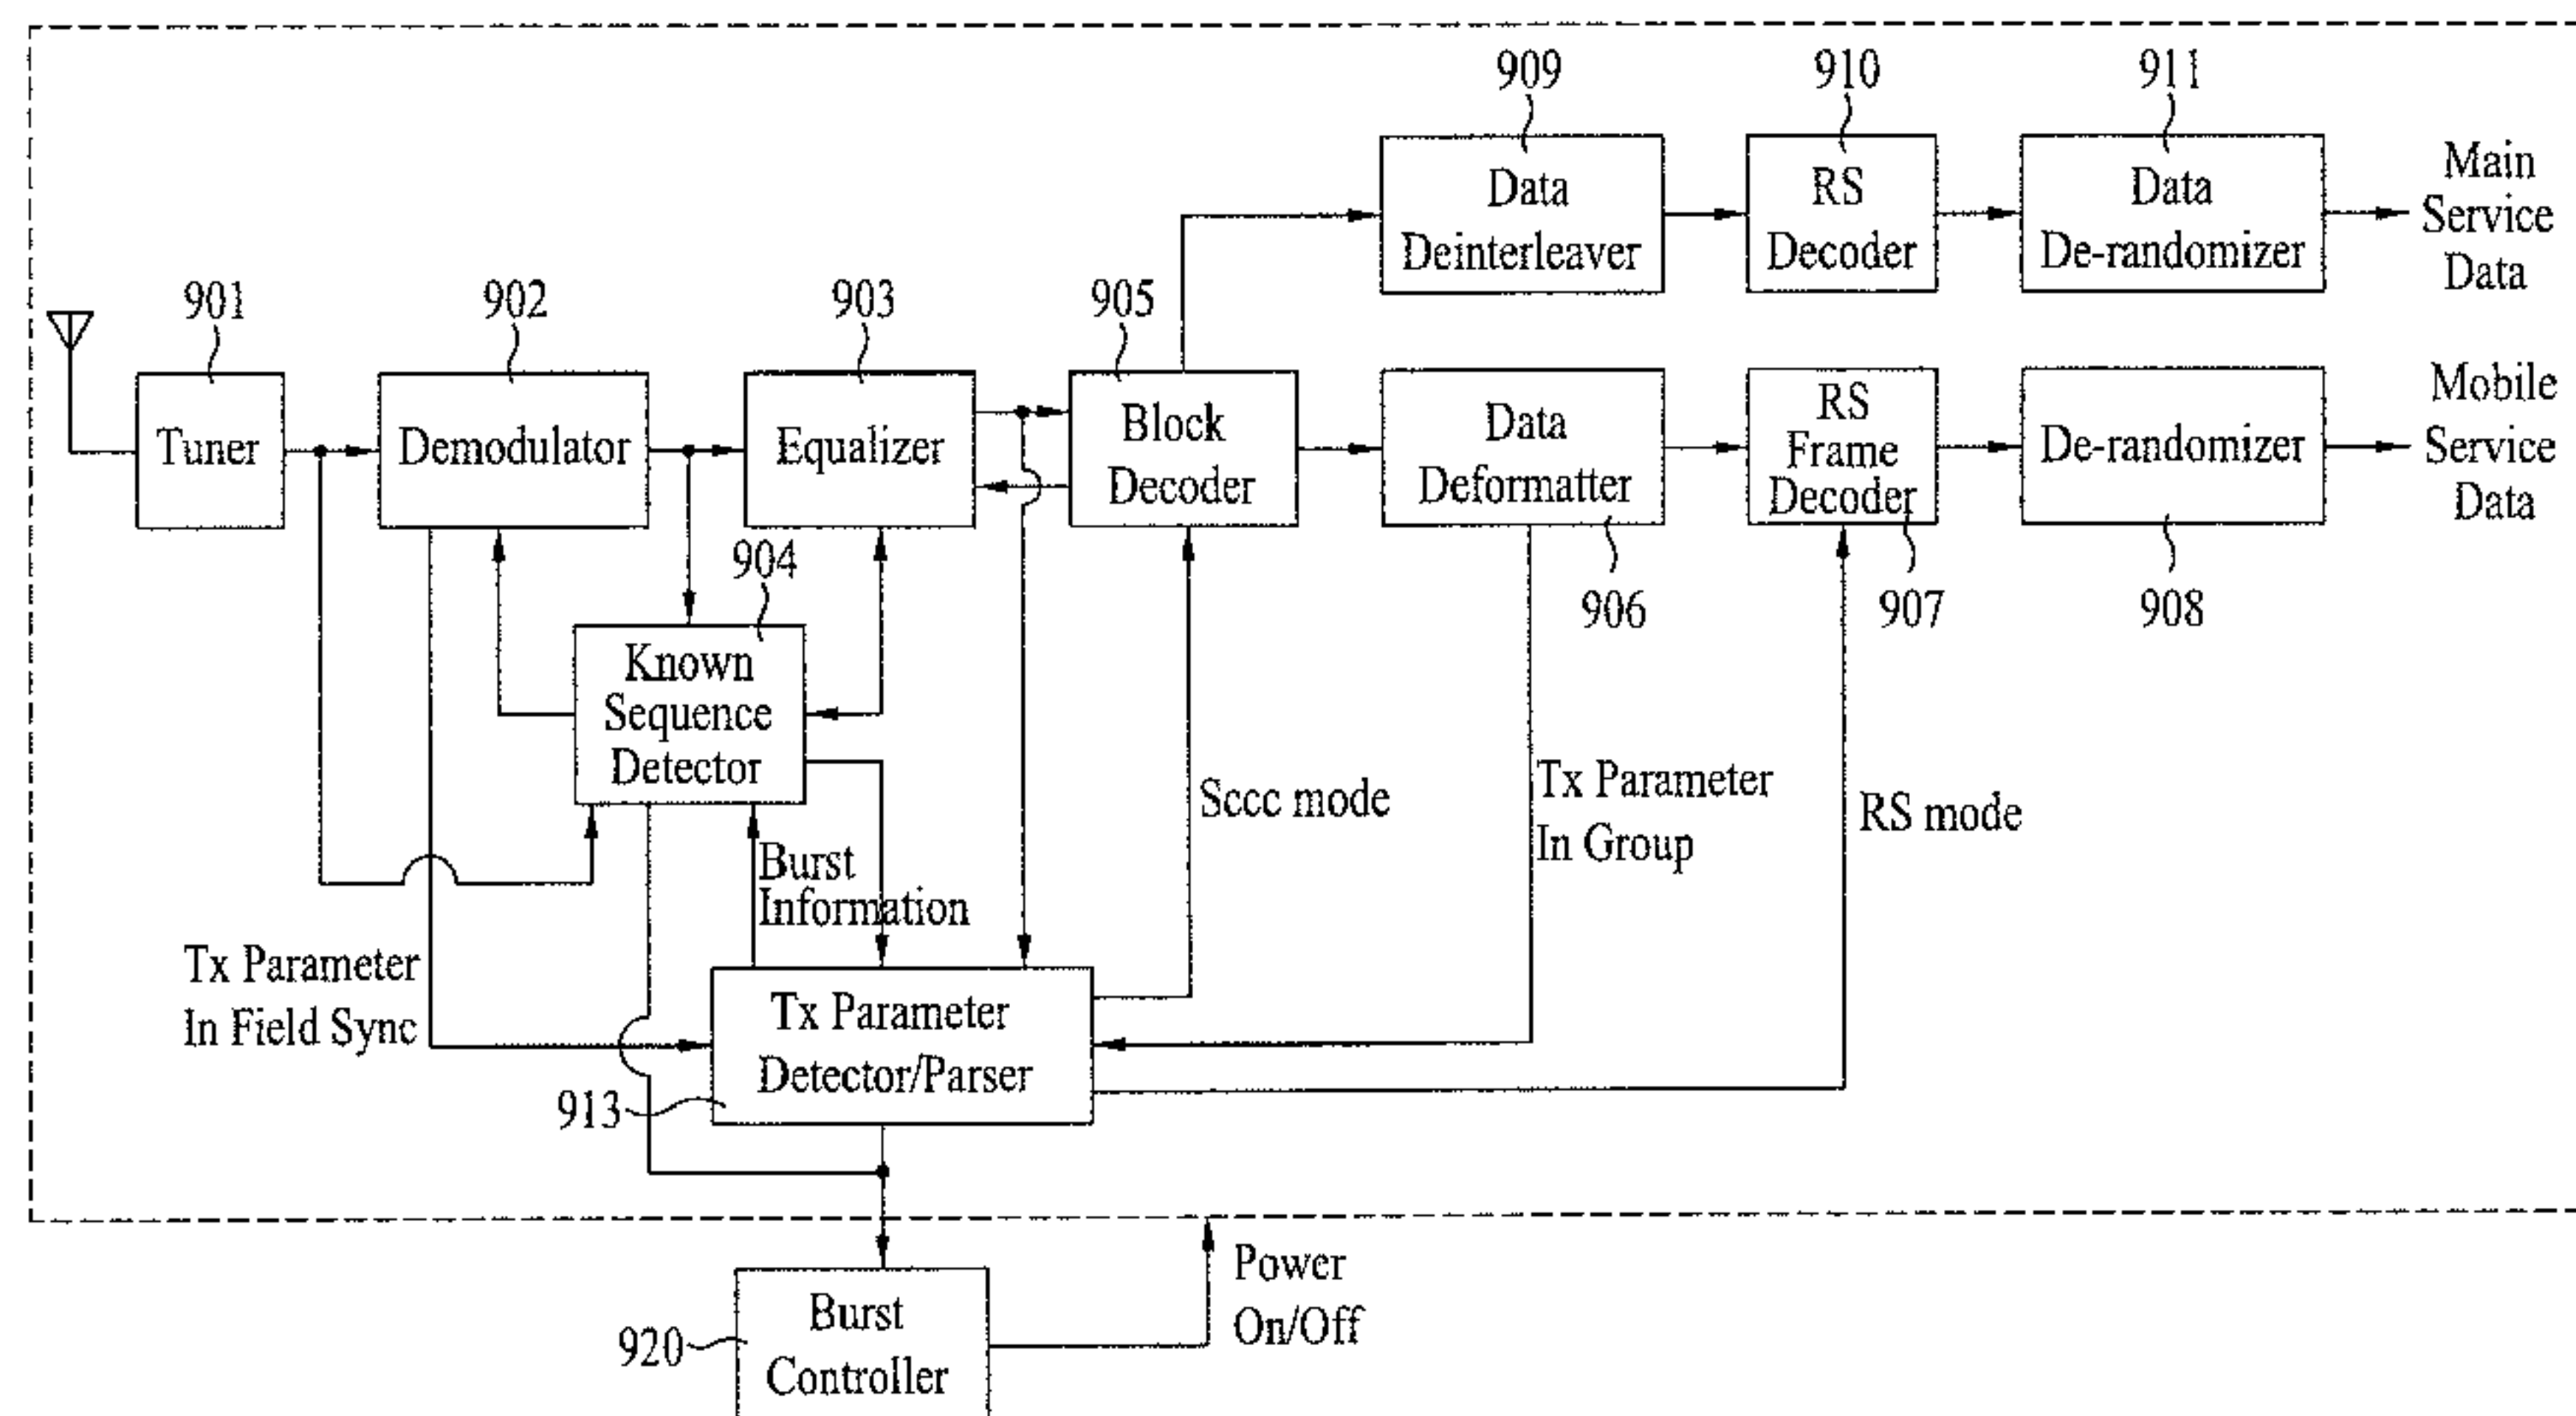 909
910
911
Data
Deinterleaver
RS
Decoder
Data
De-randomizer
Main
Service
Data
901
902
903
905
Tuner
Demodulator
Equalizer
Block
Decoder
Data
Deformatter
RS
Frame
Decoder
De-randomizer
Mobile
Service
Data
904
906
907
908
Known
Sequence
Detector
Sccc mode
Tx Parameter
In Group
RS mode
Burst
Information
Tx Parameter
In Field Sync
Tx Parameter
Detector/Parser
913
Power
On/Off
Burst
Controller
920